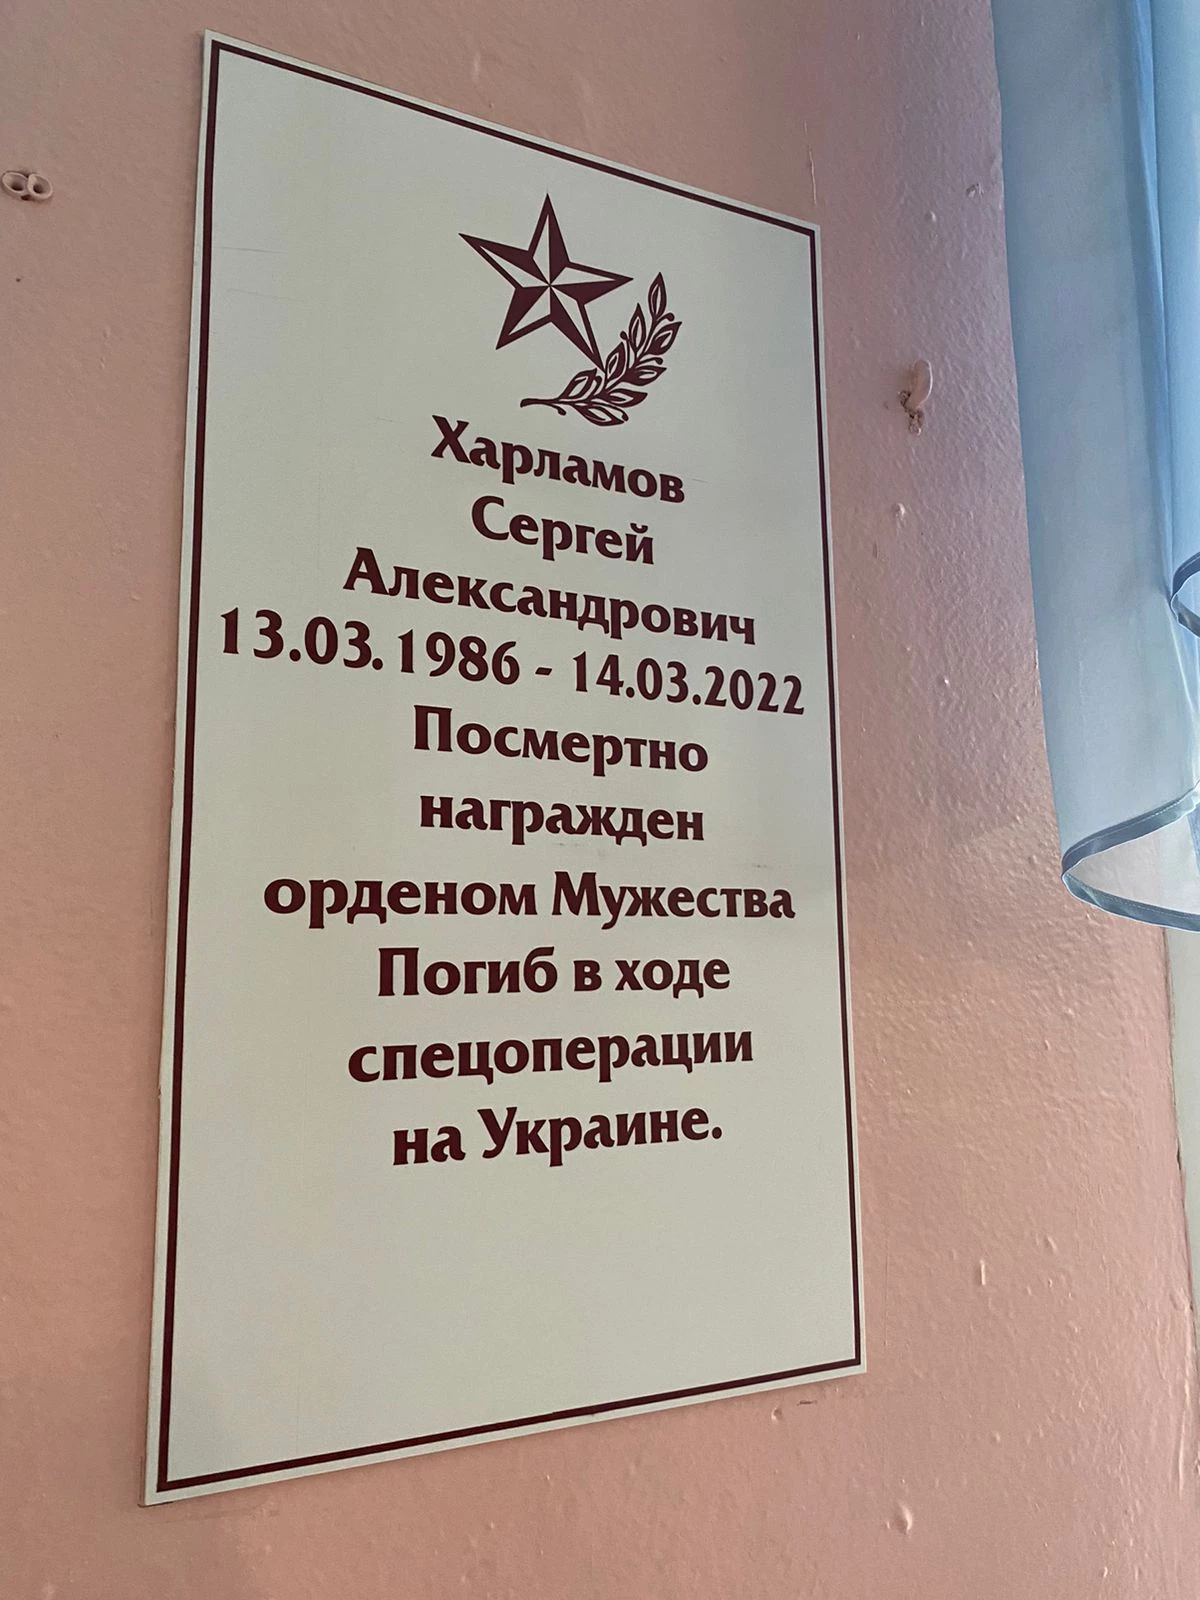 Харламов
Сергей
Александрович
13.03.1986 - 14.03.2022
Посмертно
награжден
орденом Мужества
Погиб в ходе
спецоперации
на Украине.